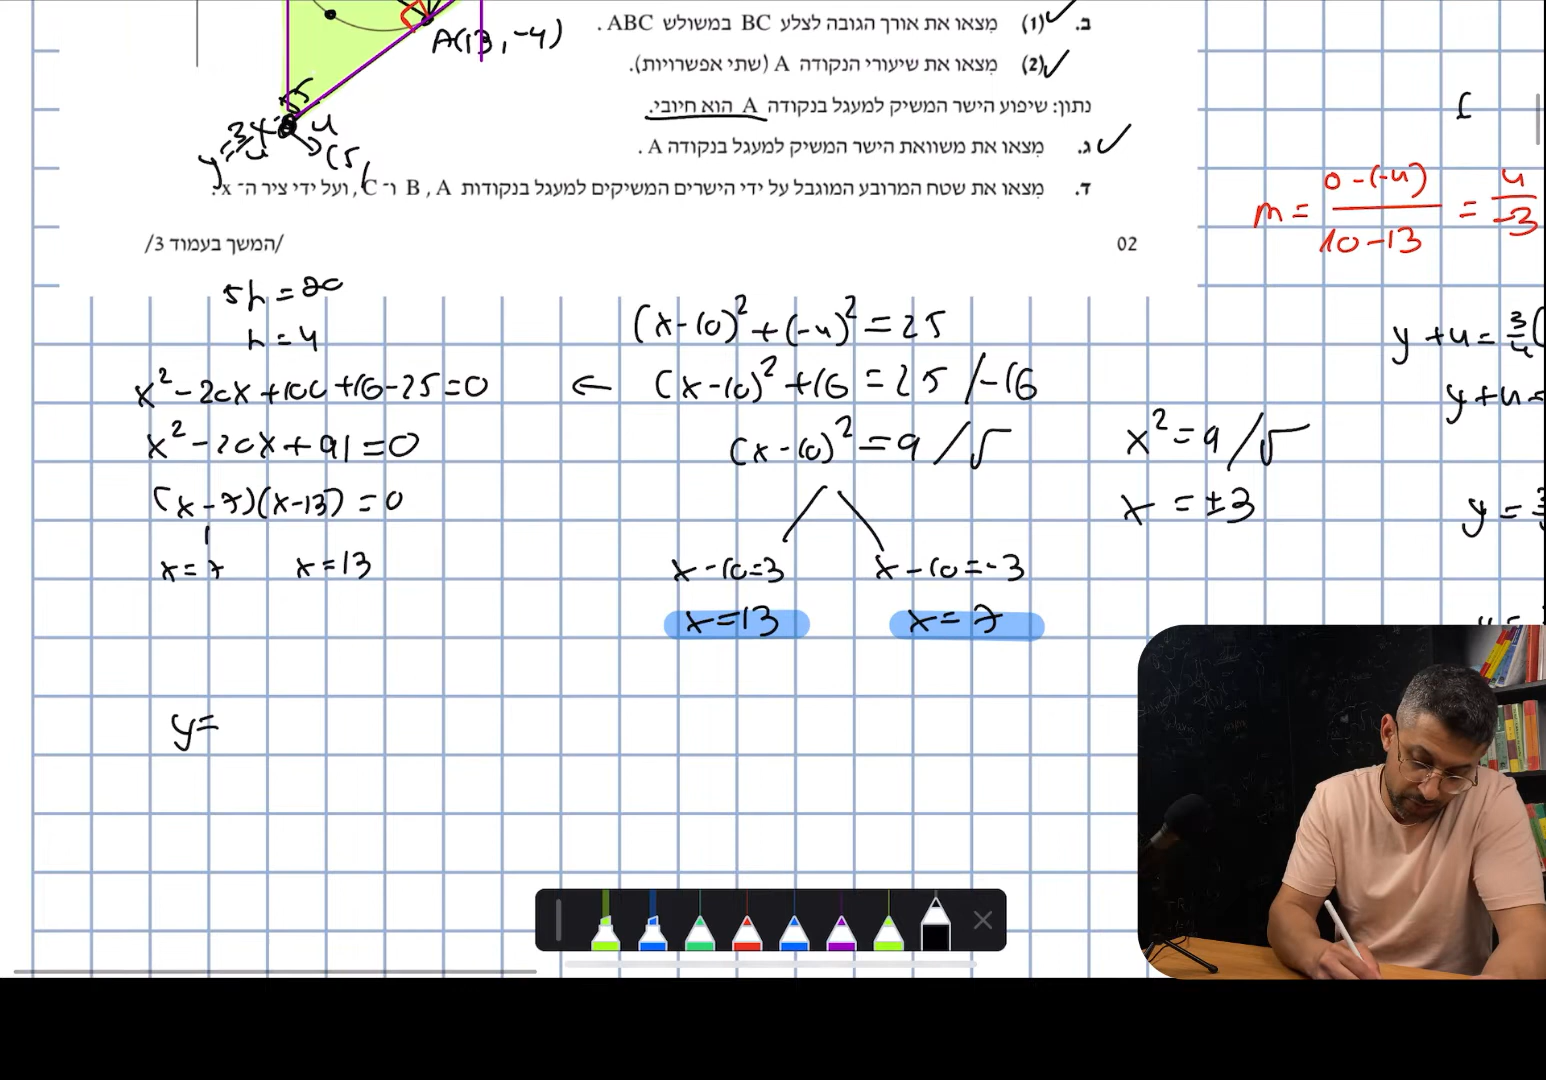 A(13,-4)
ב. (1) מִצאו את אורך הגובה לצלע BC במשולש ABC.
(2) מִצאו את שיעורי הנקודה A (שתי אפשרויות).
נתון: שיפוע הישר המשיק למעגל בנקודה A הוא חיובי.
ג. מִצאו את משוואת הישר המשיק למעגל בנקודה A.
ד. מִצאו את שטח המרובע המוגבל על ידי הישרים המשיקים למעגל בנקודות B, A ו־ C, ועל ידי ציר ה־ x.
02
/המשך בעמוד 3/
m = 0-(-4) / 10-13 = 4/-3
5h = 20
h = 4
(x-10)²+(-4)²=25
x²-20x+100+16-25=0 ← (x-10)²+16=25 /-16
x²-20x+91=0
(x-10)²=9 /√
x²=9 /√
(x-7)(x-13)=0
x=±3
x=7 x=13
x-10=3 x-10=-3
x=13 x=7
y+4=3/4(
y+4=
y=